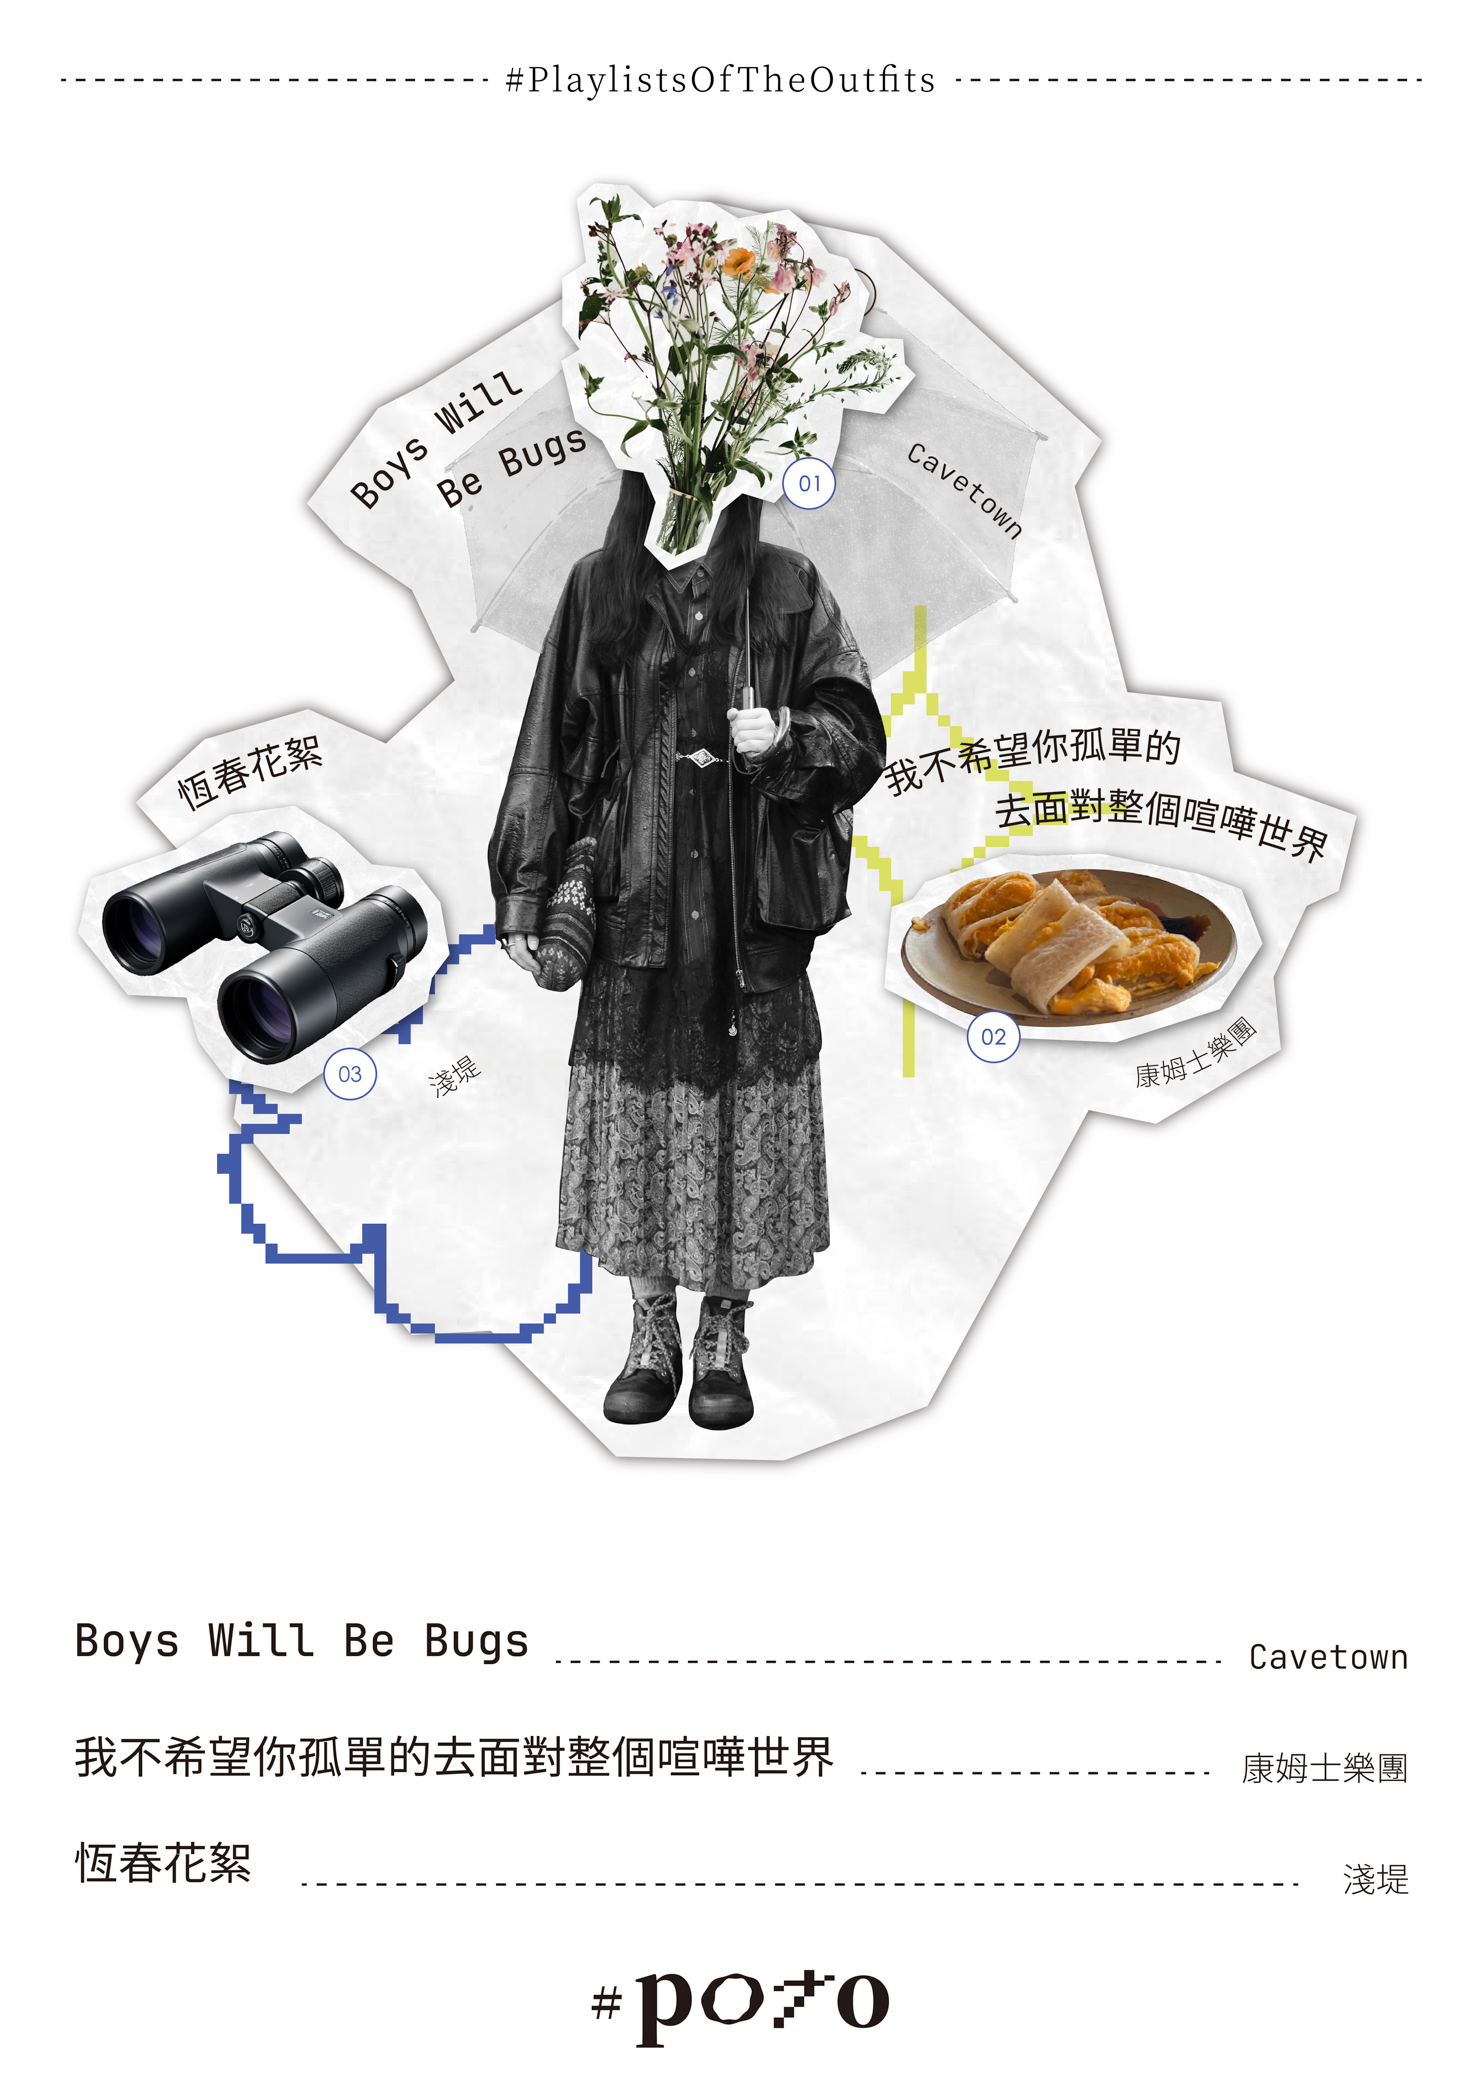 #PlaylistsOfTheOutfits
Boys Will
Be Bugs
01
Cavetown
恆春花絮
我不希望你孤單的
去面對整個喧嘩世界
02
康姆士樂團
03
淺堤
Boys Will Be Bugs Cavetown
我不希望你孤單的去面對整個喧嘩世界 康姆士樂團
恆春花絮 淺堤
#poto